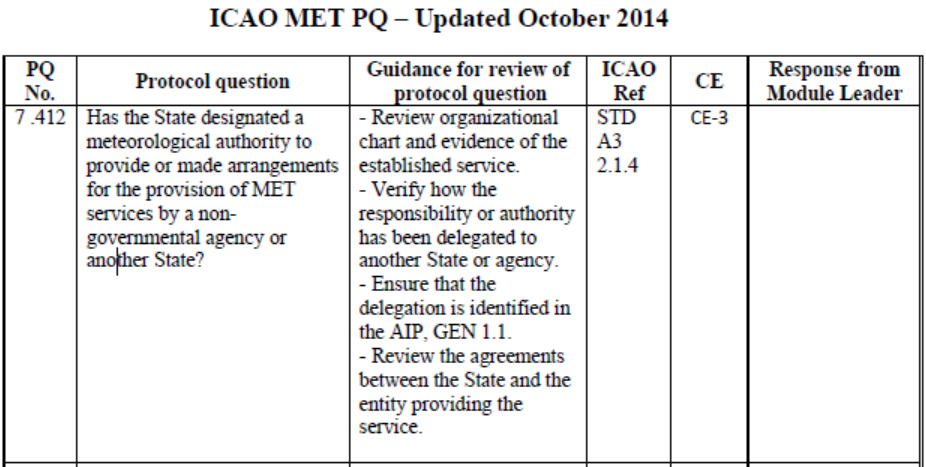 ICAO MET PQ – Updated October 2014
PQ
No.
Protocol question
Guidance for review of
protocol question
ICAO
Ref
CE
Response from
Module Leader
7 .412
Has the State designated a
meteorological authority to
provide or made arrangements
for the provision of MET
services by a non-
governmental agency or
another State?
- Review organizational
chart and evidence of the
established service.
- Verify how the
responsibility or authority
has been delegated to
another State or agency.
- Ensure that the
delegation is identified in
the AIP, GEN 1.1.
- Review the agreements
between the State and the
entity providing the
service.
STD
A3
2.1.4
CE-3